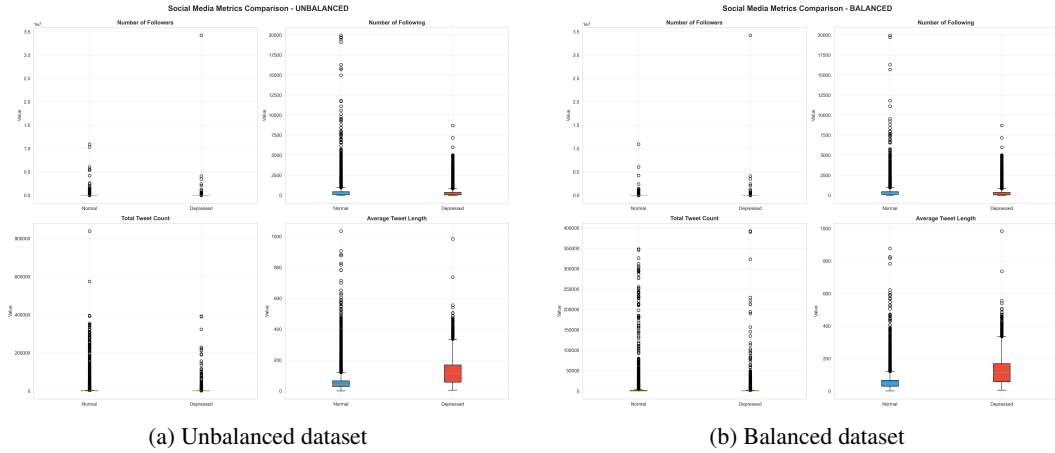 Social Media Metrics Comparison - UNBALANCED
Number of Followers
1e7
3.5
3.0
2.5
2.0
1.5
1.0
0.5
0.0
Value
Normal
Depressed
Number of Following
20000
17500
15000
12500
10000
7500
5000
2500
0
Value
Normal
Depressed
Total Tweet Count
800000
600000
400000
200000
0
Value
Normal
Depressed
Average Tweet Length
1000
800
600
400
200
0
Value
Normal
Depressed
(a) Unbalanced dataset
Social Media Metrics Comparison - BALANCED
Number of Followers
1e7
3.5
3.0
2.5
2.0
1.5
1.0
0.5
0.0
Value
Normal
Depressed
Number of Following
20000
17500
15000
12500
10000
7500
5000
2500
0
Value
Normal
Depressed
Total Tweet Count
400000
350000
300000
250000
200000
150000
100000
50000
0
Value
Normal
Depressed
Average Tweet Length
1000
800
600
400
200
0
Value
Normal
Depressed
(b) Balanced dataset